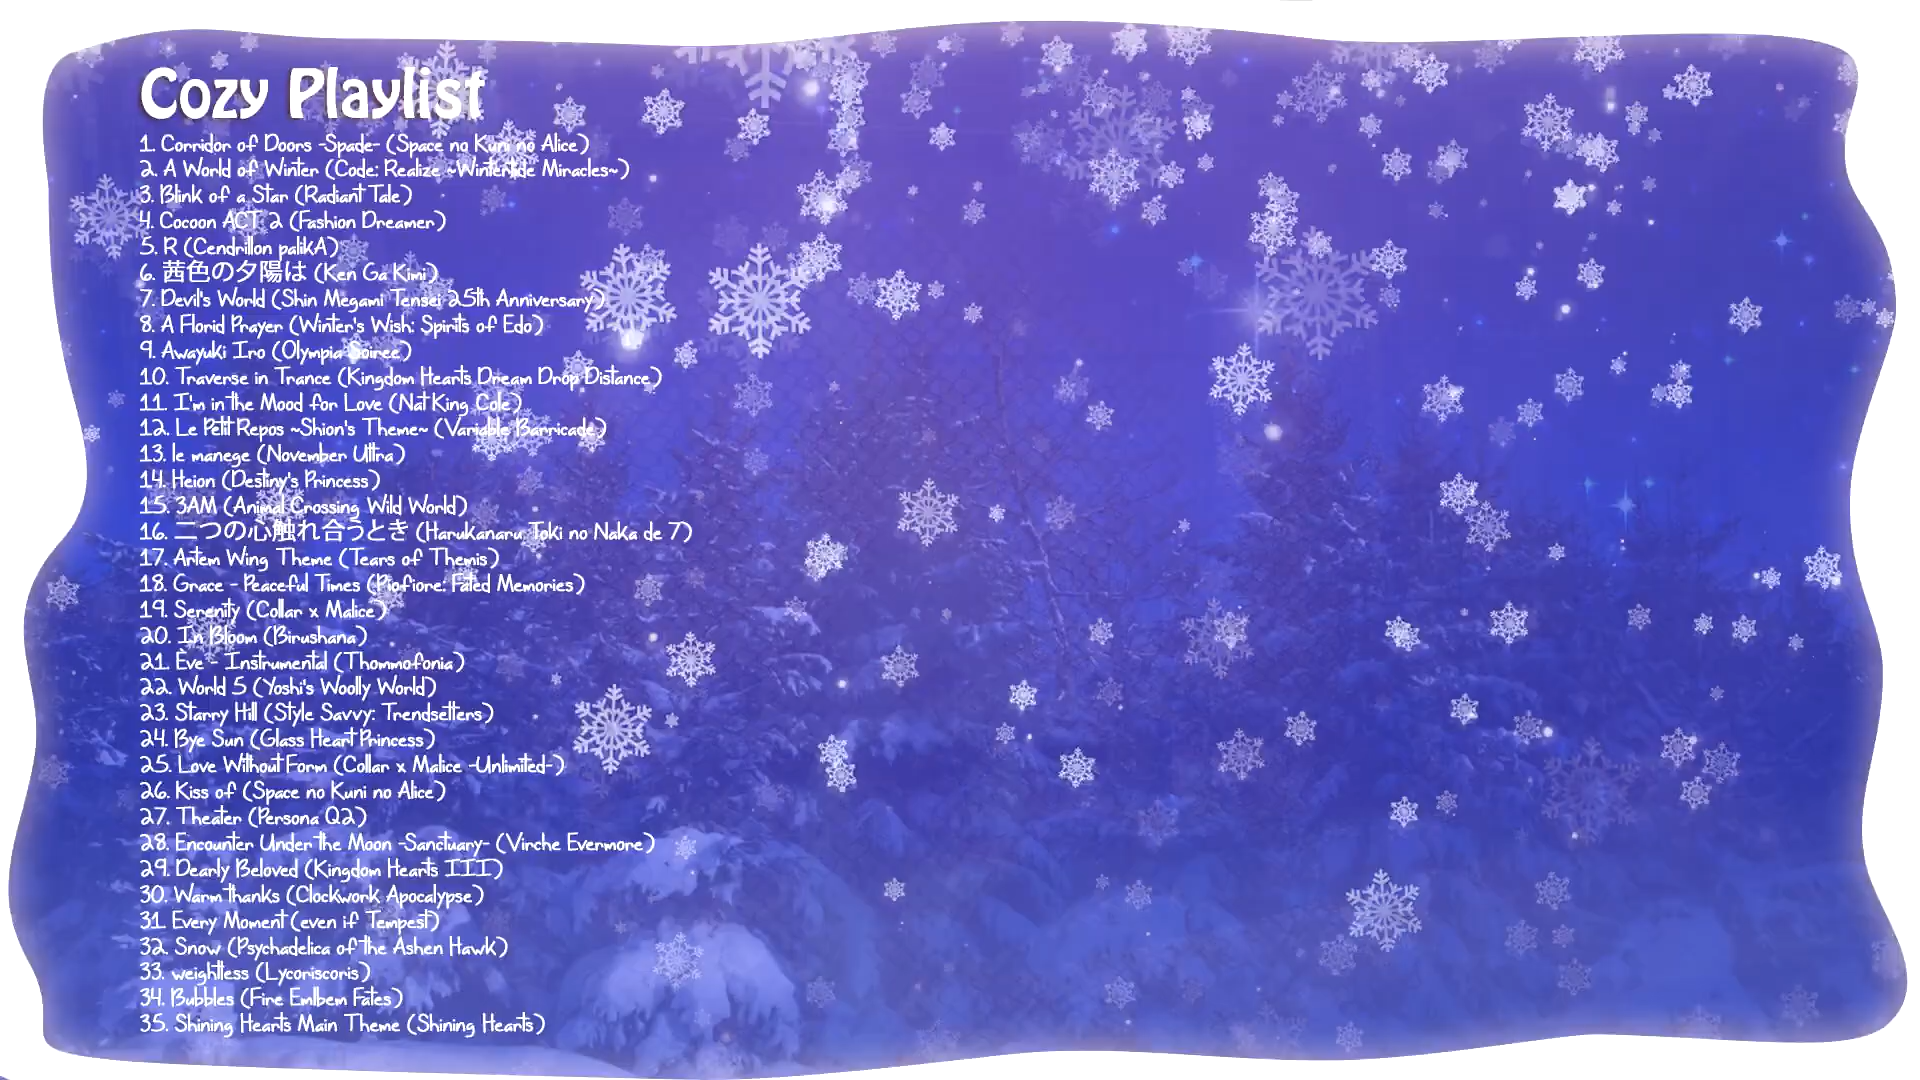 Cozy Playlist
1. Corridor of Doors -Spade- (Space no Kuni no Alice)
2. A World of Winter (Code: Realize ~Wintertide Miracles~)
3. Blink of a Star (Radiant Tale)
4. Cocoon ACT 2 (Fashion Dreamer)
5. R (Cendrillon palikA)
6. 茜色の夕陽は (Ken Ga Kimi)
7. Devil's World (Shin Megami Tensei 25th Anniversary)
8. A Florid Prayer (Winter's Wish: Spirits of Edo)
9. Awayuki Iro (Olympia Soiree)
10. Traverse in Trance (Kingdom Hearts Dream Drop Distance)
11. I'm in the Mood for Love (Nat King Cole)
12. Le Petit Repos ~Shion's Theme~ (Variable Barricade)
13. le manege (November Ultra)
14. Heion (Destiny's Princess)
15. 3AM (Animal Crossing Wild World)
16. 二つの心触れ合うとき (Harukanaru Toki no Naka de 7)
17. Artem Wing Theme (Tears of Themis)
18. Grace - Peaceful Times (Piofiore: Fated Memories)
19. Serenity (Collar x Malice)
20. In Bloom (Birushana)
21. Ève - Instrumental (Thommofonia)
22. World 5 (Yoshi's Woolly World)
23. Starry Hill (Style Savvy: Trendsetters)
24. Bye Sun (Glass Heart Princess)
25. Love Without Form (Collar x Malice -Unlimited-)
26. Kiss of (Space no Kuni no Alice)
27. Theater (Persona Q2)
28. Encounter Under the Moon -Sanctuary- (Virche Evermore)
29. Dearly Beloved (Kingdom Hearts III)
30. Warm thanks (Clockwork Apocalypse)
31. Every Moment (even if Tempest)
32. Snow (Psychadelica of the Ashen Hawk)
33. weightless (Lycoriscoris)
34. Bubbles (Fire Emlbem Fates)
35. Shining Hearts Main Theme (Shining Hearts)